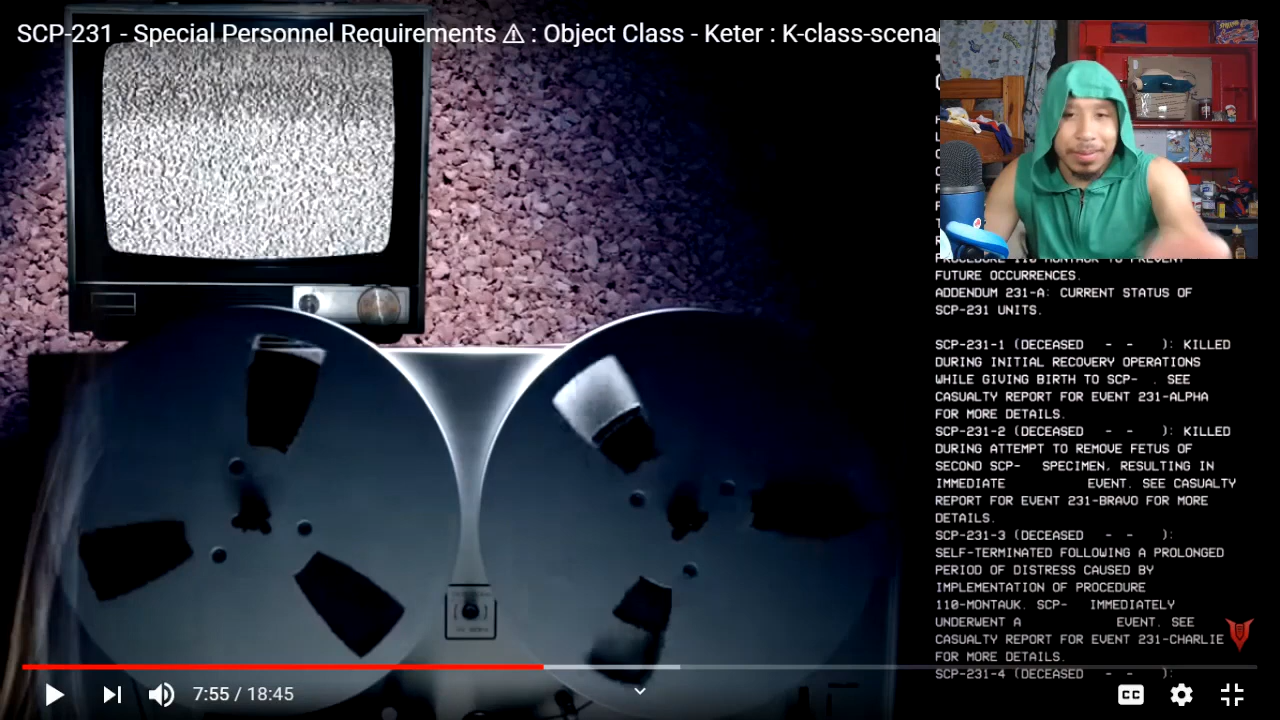 SCP-231 - Special Personnel Requirements ⚠ : Object Class - Keter : K-class-scena
FUTURE OCCURRENCES.
ADDENDUM 231-A: CURRENT STATUS OF
SCP-231 UNITS.
SCP-231-1 (DECEASED - - ): KILLED
DURING INITIAL RECOVERY OPERATIONS
WHILE GIVING BIRTH TO SCP- . SEE
CASUALTY REPORT FOR EVENT 231-ALPHA
FOR MORE DETAILS.
SCP-231-2 (DECEASED - - ): KILLED
DURING ATTEMPT TO REMOVE FETUS OF
SECOND SCP- SPECIMEN, RESULTING IN
IMMEDIATE EVENT. SEE CASUALTY
REPORT FOR EVENT 231-BRAVO FOR MORE
DETAILS.
SCP-231-3 (DECEASED - - ):
SELF-TERMINATED FOLLOWING A PROLONGED
PERIOD OF DISTRESS CAUSED BY
IMPLEMENTATION OF PROCEDURE
110-MONTAUK. SCP- IMMEDIATELY
UNDERWENT A EVENT. SEE
CASUALTY REPORT FOR EVENT 231-CHARLIE
FOR MORE DETAILS.
SCP-231-4 (DECEASED - - ):
7:55 / 18:45
CC